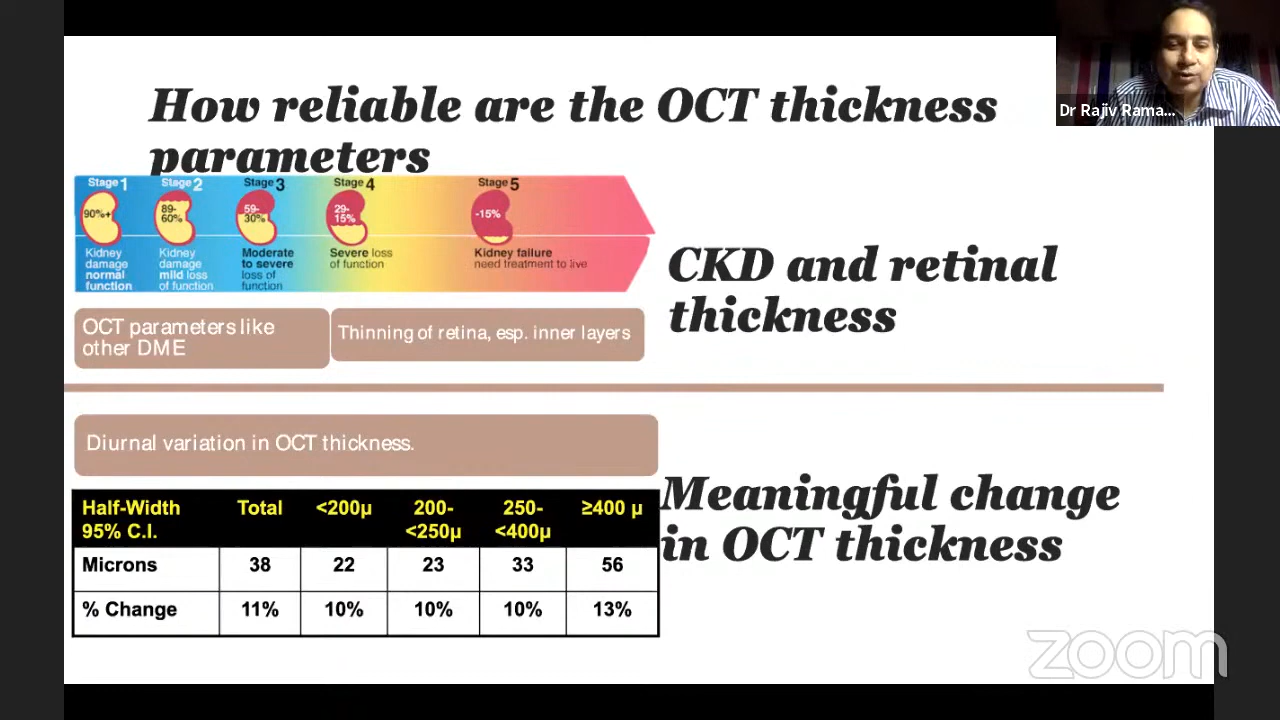 How reliable are the OCT thickness
parameters
Dr Rajiv Rama...
Stage 1 Stage 2 Stage 3 Stage 4 Stage 5
90%+
89-
60%
59-
30%
29-
15%
-15%
Kidney
damage
normal
function
Kidney
damage
mild loss
of function
Moderate
to severe
loss of
function
Severe loss
of function
Kidney failure
need treatment to live
CKD and retinal
thickness
OCT parameters like
other DME
Thinning of retina, esp. inner layers
Diurnal variation in OCT thickness.
Meaningful change
in OCT thickness
Half-Width
95% C.I.
Total
<200µ
200-
<250µ
250-
<400µ
≥400 µ
Microns 38 22 23 33 56
% Change 11% 10% 10% 10% 13%
zoom